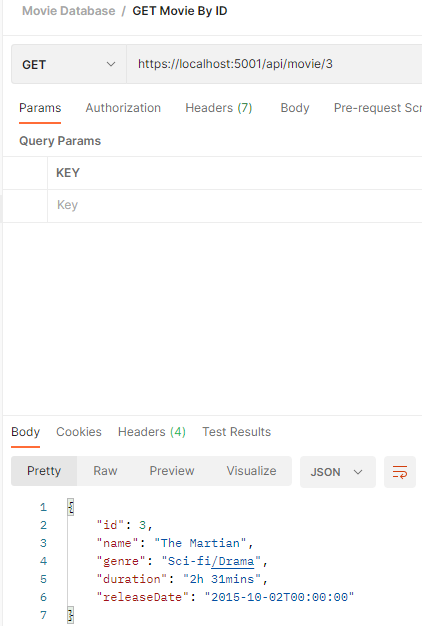 Movie Database / GET Movie By ID
GET https://localhost:5001/api/movie/3
Params Authorization Headers (7) Body Pre-request Scr
Query Params
KEY
Key
Body Cookies Headers (4) Test Results
Pretty Raw Preview Visualize JSON
1 {
2 "id": 3,
3 "name": "The Martian",
4 "genre": "Sci-fi/Drama",
5 "duration": "2h 31mins",
6 "releaseDate": "2015-10-02T00:00:00"
7 }